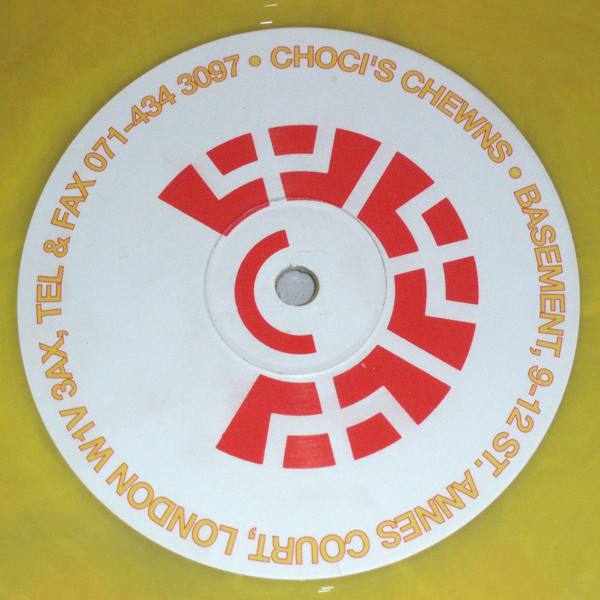 CHOCI'S CHEWNS • BASEMENT, 9-12 ST. ANNES COURT, LONDON W1V 3AX, TEL & FAX 071-434 3097 •